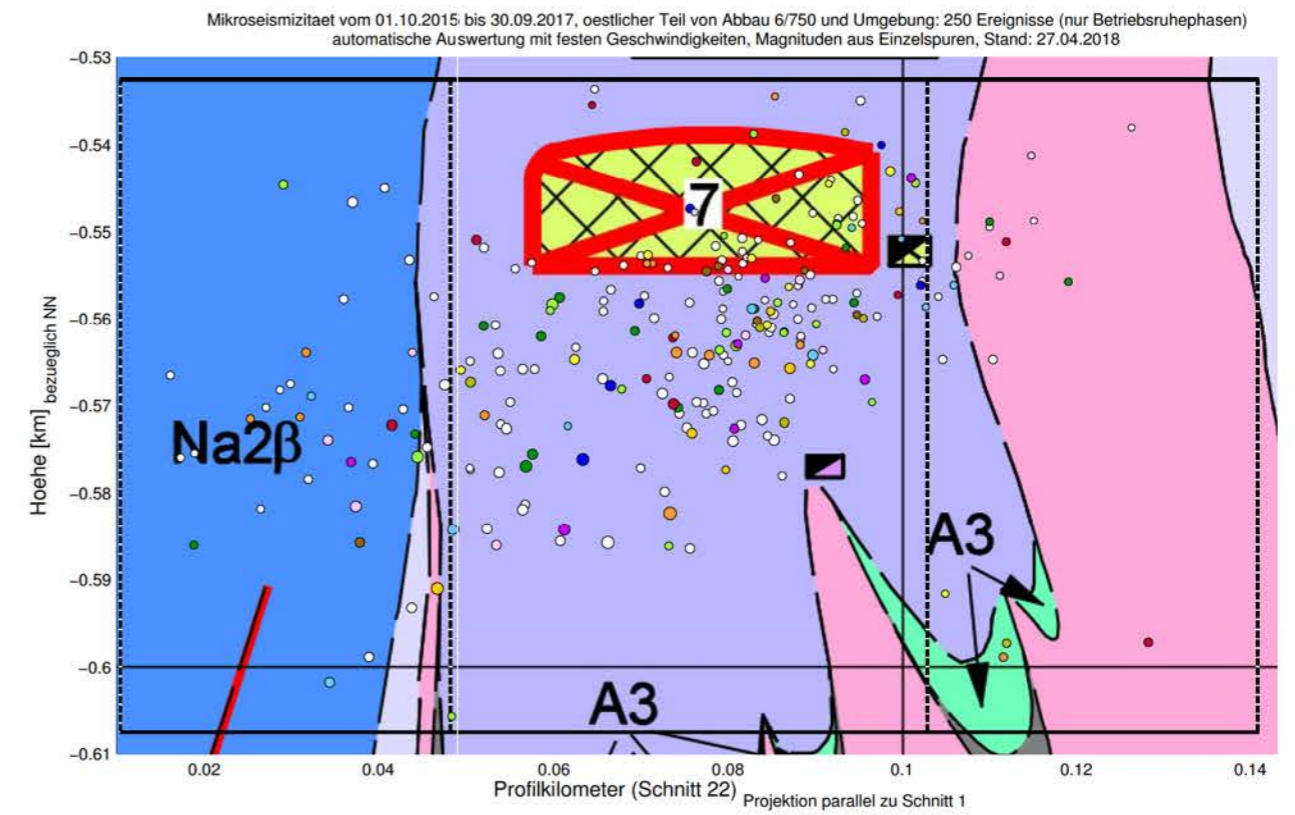 Mikroseismizitaet vom 01.10.2015 bis 30.09.2017, oestlicher Teil von Abbau 6/750 und Umgebung: 250 Ereignisse (nur Betriebsruhephasen)
automatische Auswertung mit festen Geschwindigkeiten, Magnituden aus Einzelspuren, Stand: 27.04.2018
Hoehe [km] bezueglich NN
−0.53
−0.54
−0.55
−0.56
−0.57
−0.58
−0.59
−0.6
−0.61
7
Na2β
A3
A3
0.02 0.04 0.06 0.08 0.1 0.12 0.14
Profilkilometer (Schnitt 22) Projektion parallel zu Schnitt 1